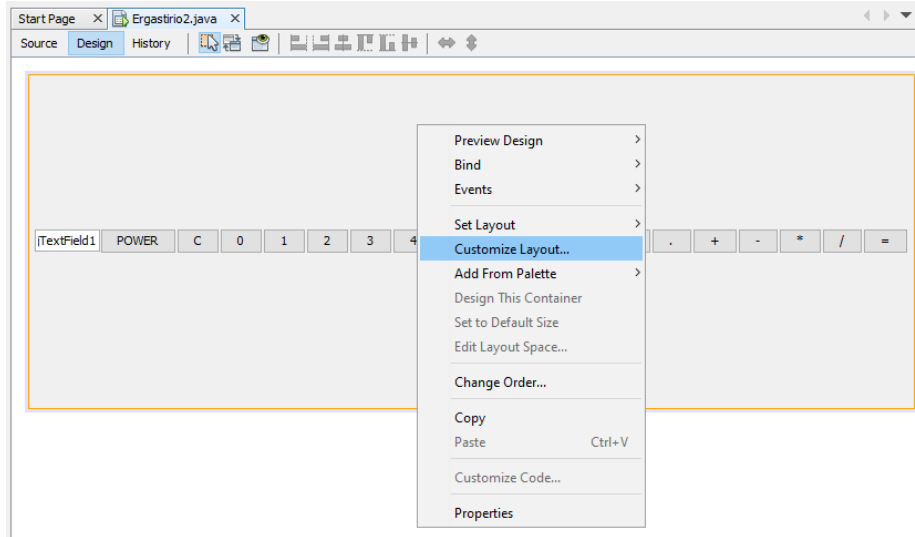 Start Page Ergastirio2.java
Source Design History
Preview Design
Bind
Events
Set Layout
jTextField1 POWER C 0 1 2 3 4 . + - * / =
Customize Layout...
Add From Palette
Design This Container
Set to Default Size
Edit Layout Space...
Change Order...
Copy
Paste Ctrl+V
Customize Code...
Properties